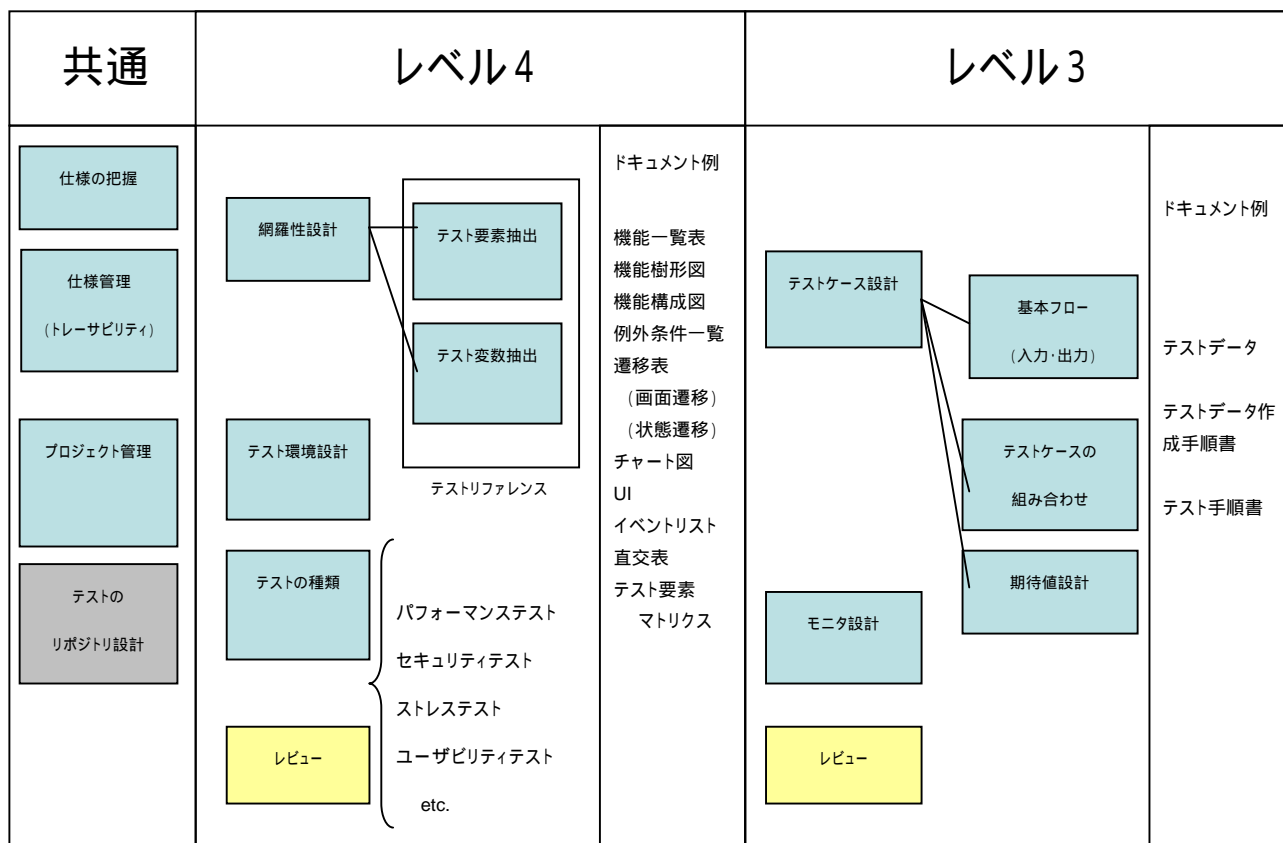 共通
レベル4
レベル3
仕様の把握
仕様管理
(トレーサビリティ)
プロジェクト管理
テストの
リポジトリ設計
網羅性設計
テスト要素抽出
テスト変数抽出
テストリファレンス
テスト環境設計
テストの種類
パフォーマンステスト
セキュリティテスト
ストレステスト
ユーザビリティテスト
etc.
レビュー
ドキュメント例
機能一覧表
機能樹形図
機能構成図
例外条件一覧
遷移表
(画面遷移)
(状態遷移)
チャート図
UI
イベントリスト
直交表
テスト要素
マトリクス
テストケース設計
基本フロー
(入力・出力)
テストケースの
組み合わせ
期待値設計
モニタ設計
レビュー
ドキュメント例
テストデータ
テストデータ作
成手順書
テスト手順書